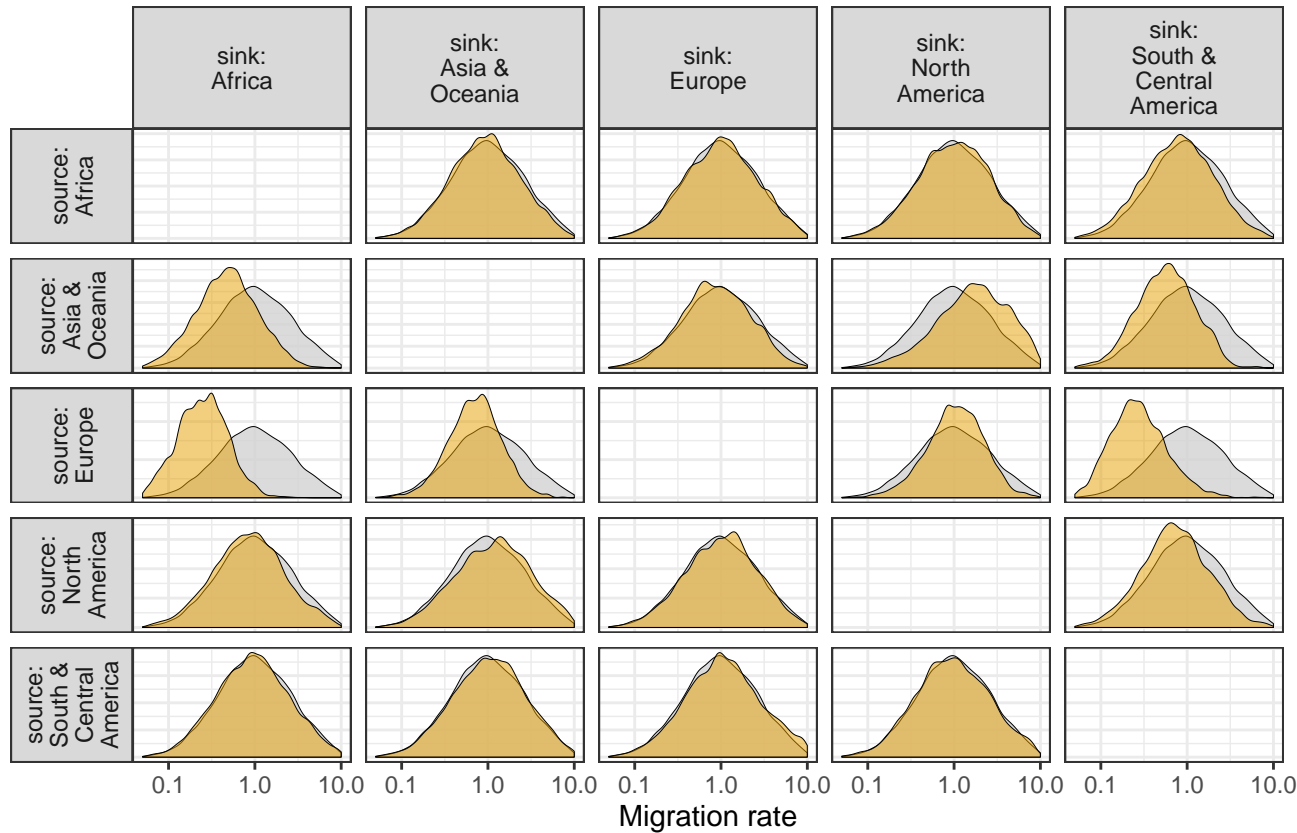 sink:
Africa
sink:
Asia &
Oceania
sink:
Europe
sink:
North
America
sink:
South &
Central
America
source:
Africa
source:
Asia &
Oceania
source:
Europe
source:
North
America
source:
South &
Central
America
0.1 1.0 10.0 0.1 1.0 10.0 0.1 1.0 10.0 0.1 1.0 10.0 0.1 1.0 10.0
Migration rate